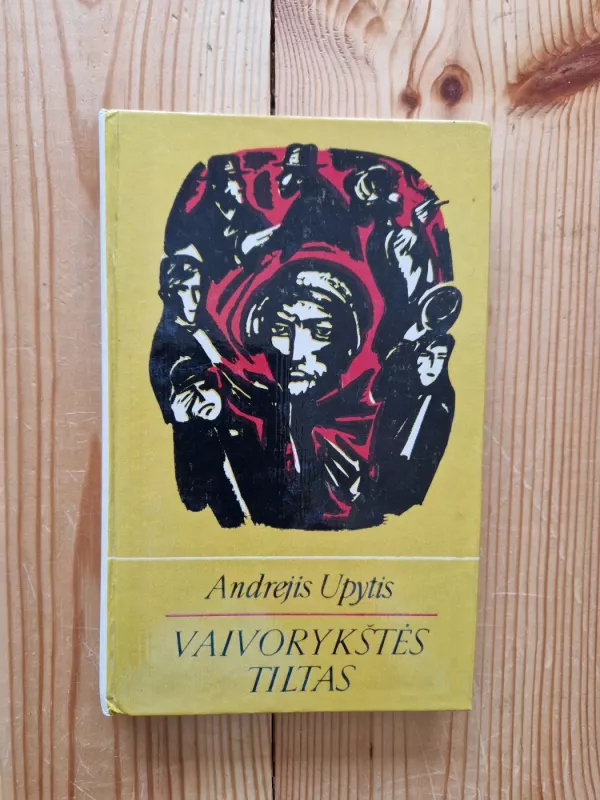 Andrejis Upytis
VAIVORYKŠTĖS
TILTAS